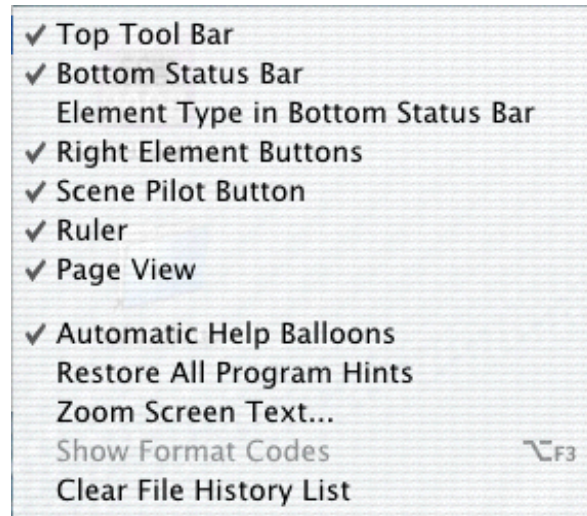 ✓ Top Tool Bar
✓ Bottom Status Bar
Element Type in Bottom Status Bar
✓ Right Element Buttons
✓ Scene Pilot Button
✓ Ruler
✓ Page View
✓ Automatic Help Balloons
Restore All Program Hints
Zoom Screen Text...
Show Format Codes ⌥F3
Clear File History List